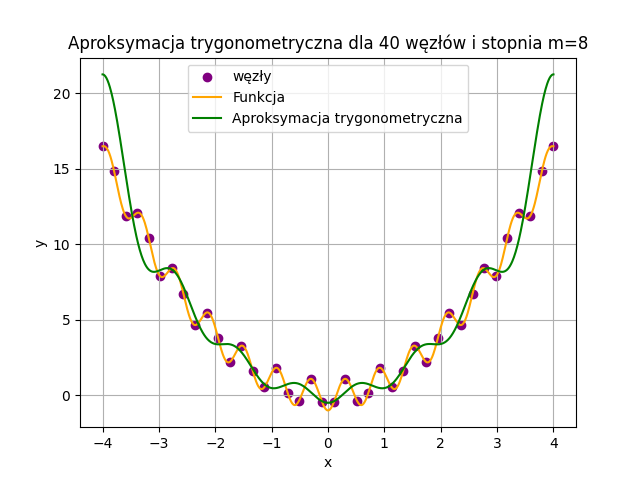 Aproksymacja trygonometryczna dla 40 węzłów i stopnia m=8
węzły
Funkcja
Aproksymacja trygonometryczna
y
20
15
10
5
0
−4 −3 −2 −1 0 1 2 3 4
x